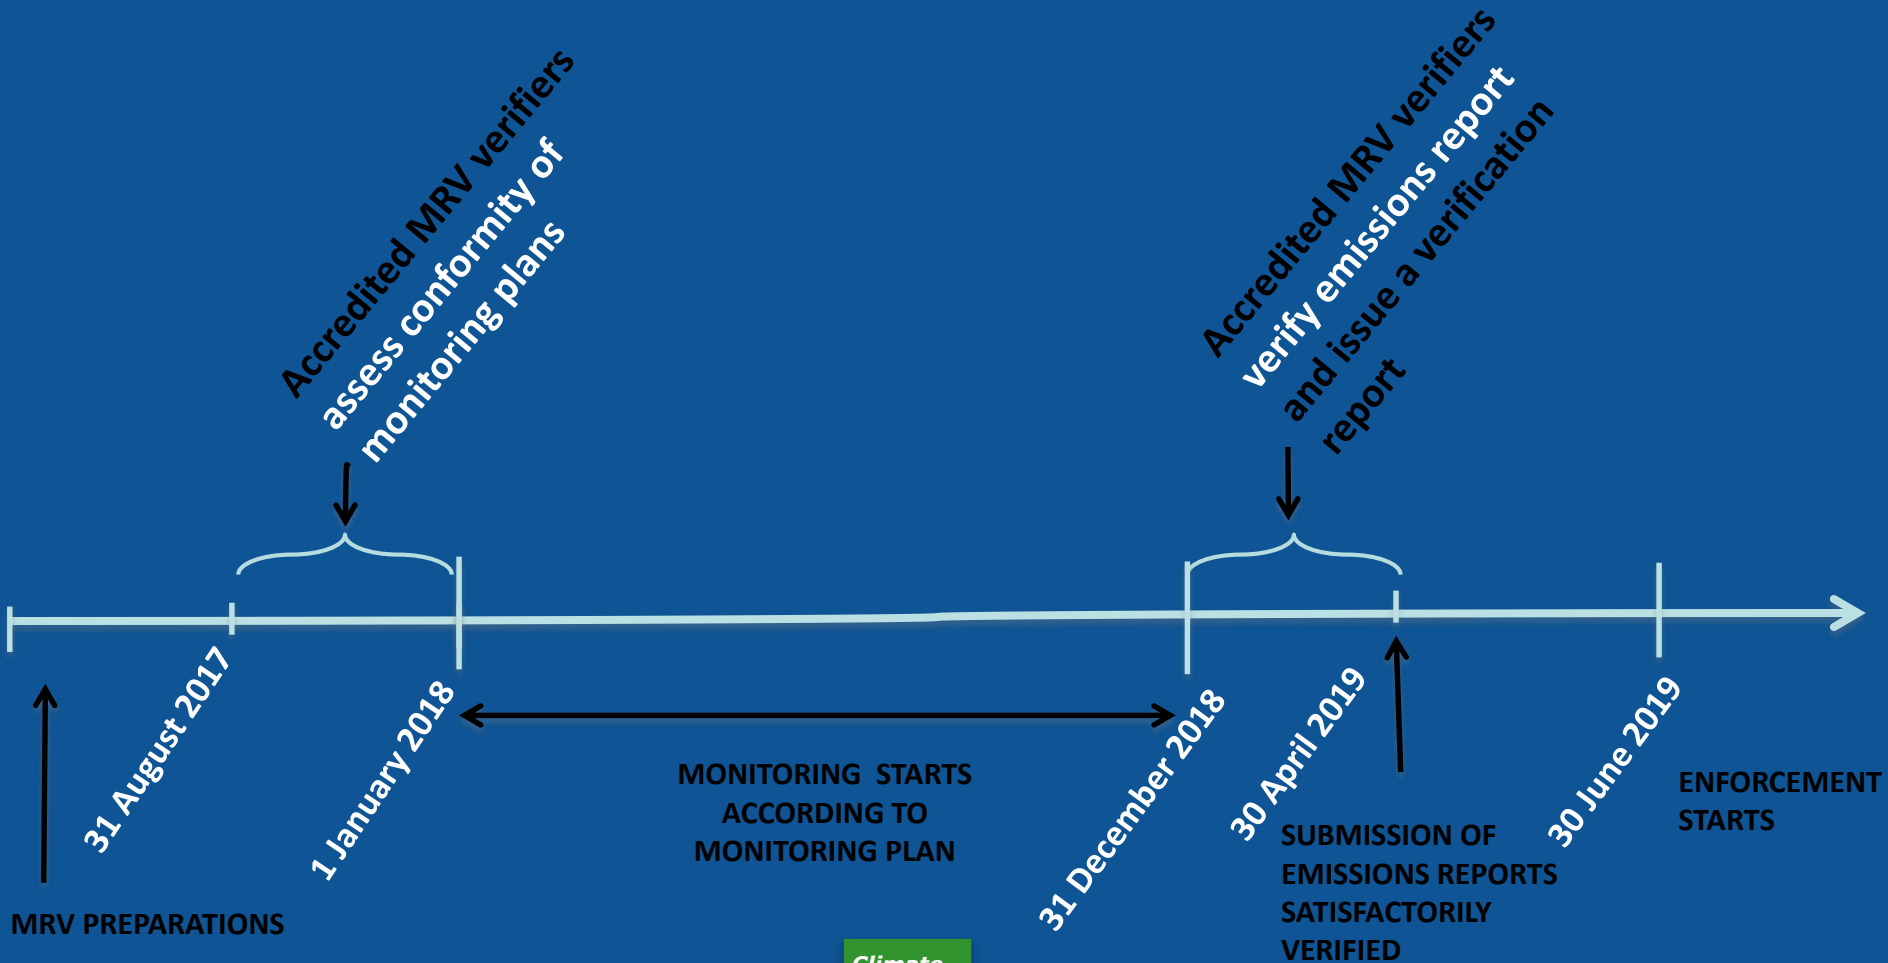 Accredited MRV verifiers
assess conformity of
monitoring plans
Accredited MRV verifiers
verify emissions report
and issue a verification
report
31 August 2017
1 January 2018
31 December 2018
30 April 2019
30 June 2019
MRV PREPARATIONS
MONITORING STARTS
ACCORDING TO
MONITORING PLAN
SUBMISSION OF
EMISSIONS REPORTS
SATISFACTORILY
VERIFIED
ENFORCEMENT
STARTS
Climate